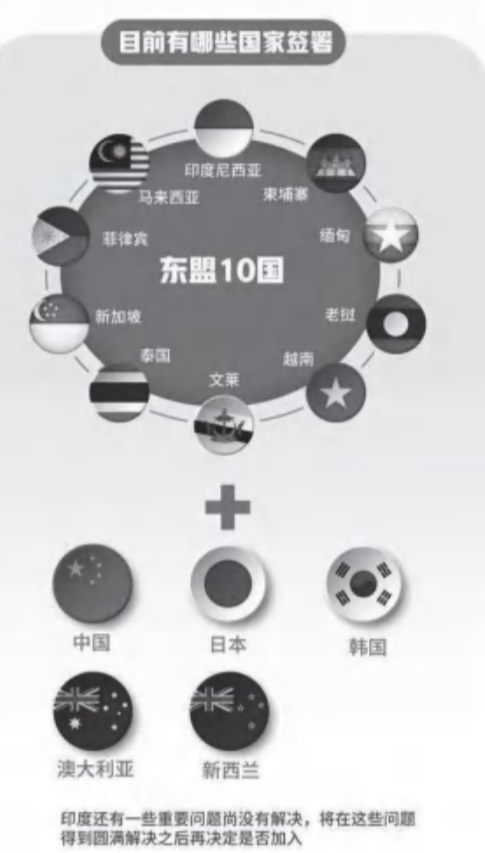 目前有哪些国家签署
印度尼西亚
马来西亚
柬埔寨
菲律宾
缅甸
东盟10国
新加坡
老挝
泰国
越南
文莱
中国
日本
韩国
澳大利亚
新西兰
印度还有一些重要问题尚没有解决，将在这些问题
得到圆满解决之后再决定是否加入